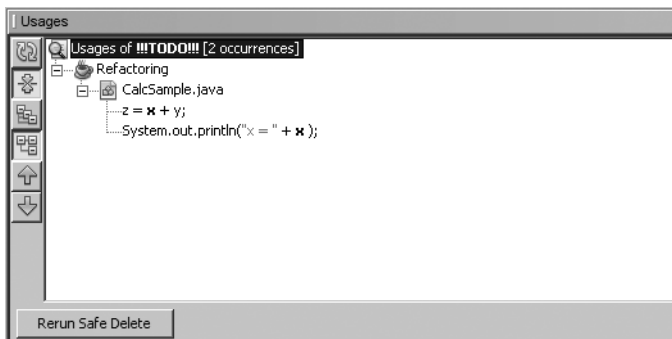 Usages
Usages of !!!TODO!!! [2 occurrences]
Refactoring
CalcSample.java
z = x + y;
System.out.println("x = " + x );
Rerun Safe Delete